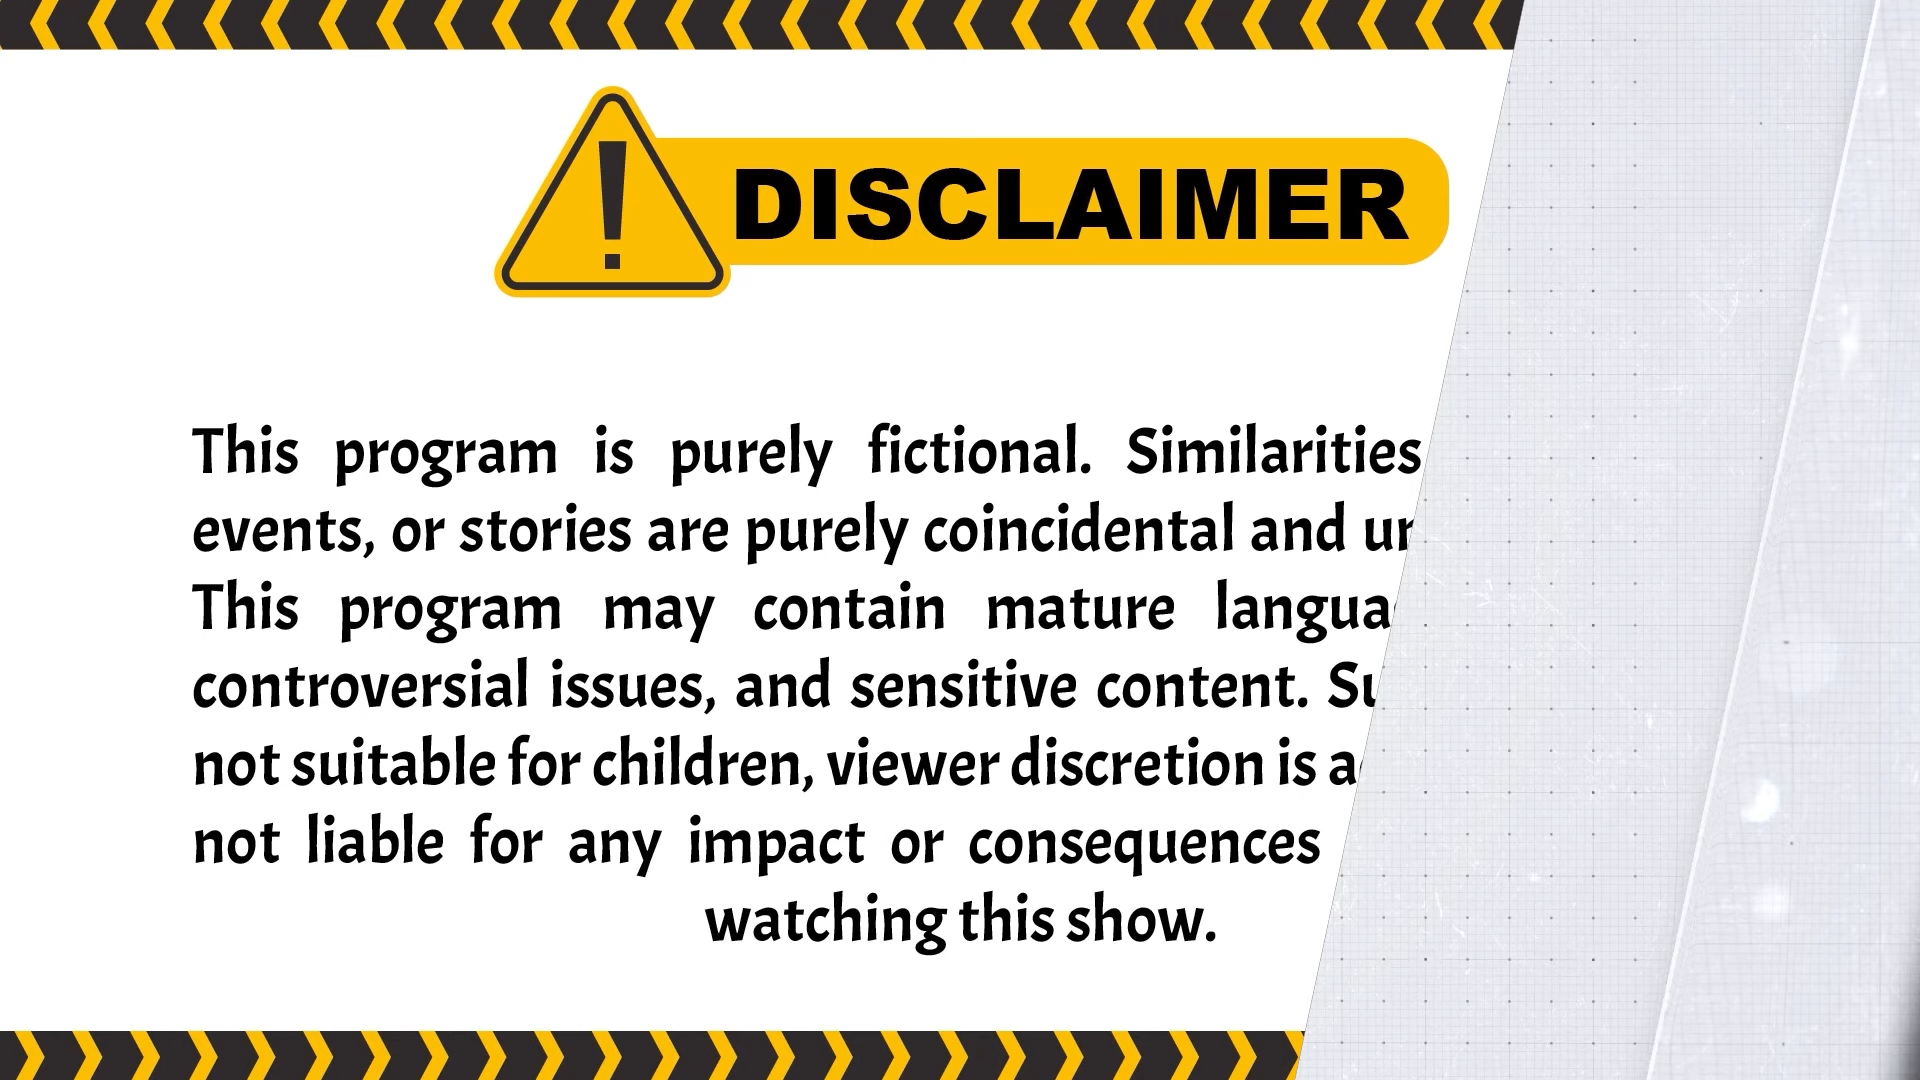 DISCLAIMER
This program is purely fictional. Similarities
events, or stories are purely coincidental and
This program may contain mature
controversial issues, and sensitive content.
not suitable for children, viewer discretion is
not liable for any impact or consequences
watching this show.